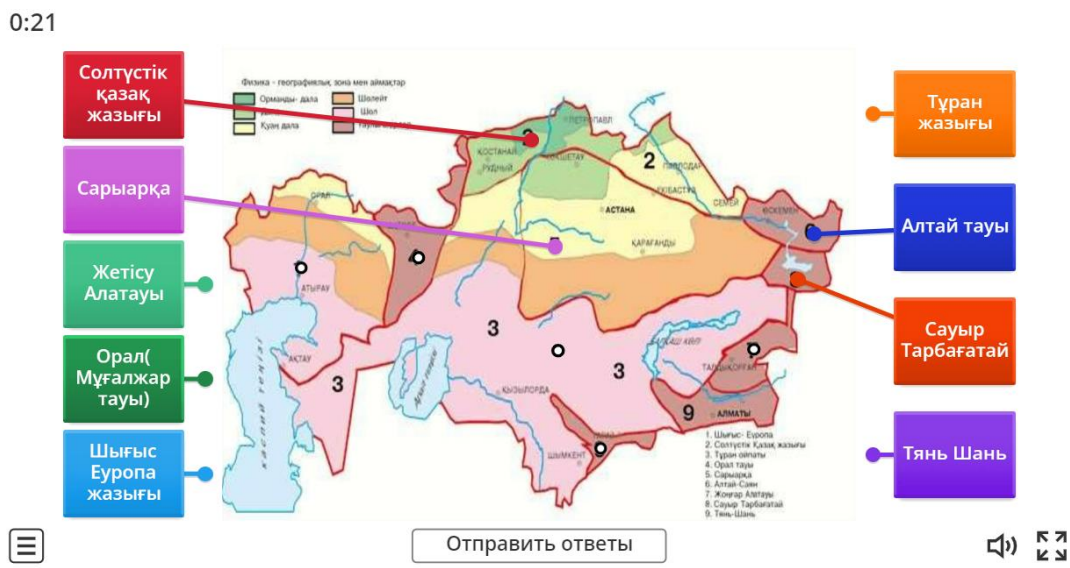 0:21
Солтүстік
қазақ
жазығы
Сарыарқа
Жетісу
Алатауы
Орал(
Мұғалжар
тауы)
Шығыс
Еуропа
жазығы
Физика - географиялық зона мен аймақтар
Орманды- дала
Шөлейт
Шөл
Қуаң дала
ПЕТРОПАВЛ
ҚОСТАНАЙ
РУДНЫЙ
2
ПАВЛОДАР
ЕКІБАСТҰЗ
СЕМЕЙ
ӨСКЕМЕН
ОРАЛ
АСТАНА
ҚАРАҒАНДЫ
АТЫРАУ
3
БАЛҚАШ КӨЛІ
АҚТАУ
Арал теңізі
3
3
ТАЛДЫҚОРҒАН
каспий теңізі
ҚЫЗЫЛОРДА
9
АЛМАТЫ
ШЫМКЕНТ
1. Шығыс- Еуропа
2. Солтүстік Қазақ жазығы
3. Тұран ойпаты
4. Орал тауы
5. Сарыарқа
6. Алтай-Саян
7. Жоңғар Алатауы
8. Сауыр Тарбағатай
9. Тянь-Шань
Тұран
жазығы
Алтай тауы
Сауыр
Тарбағатай
Тянь Шань
Отправить ответы